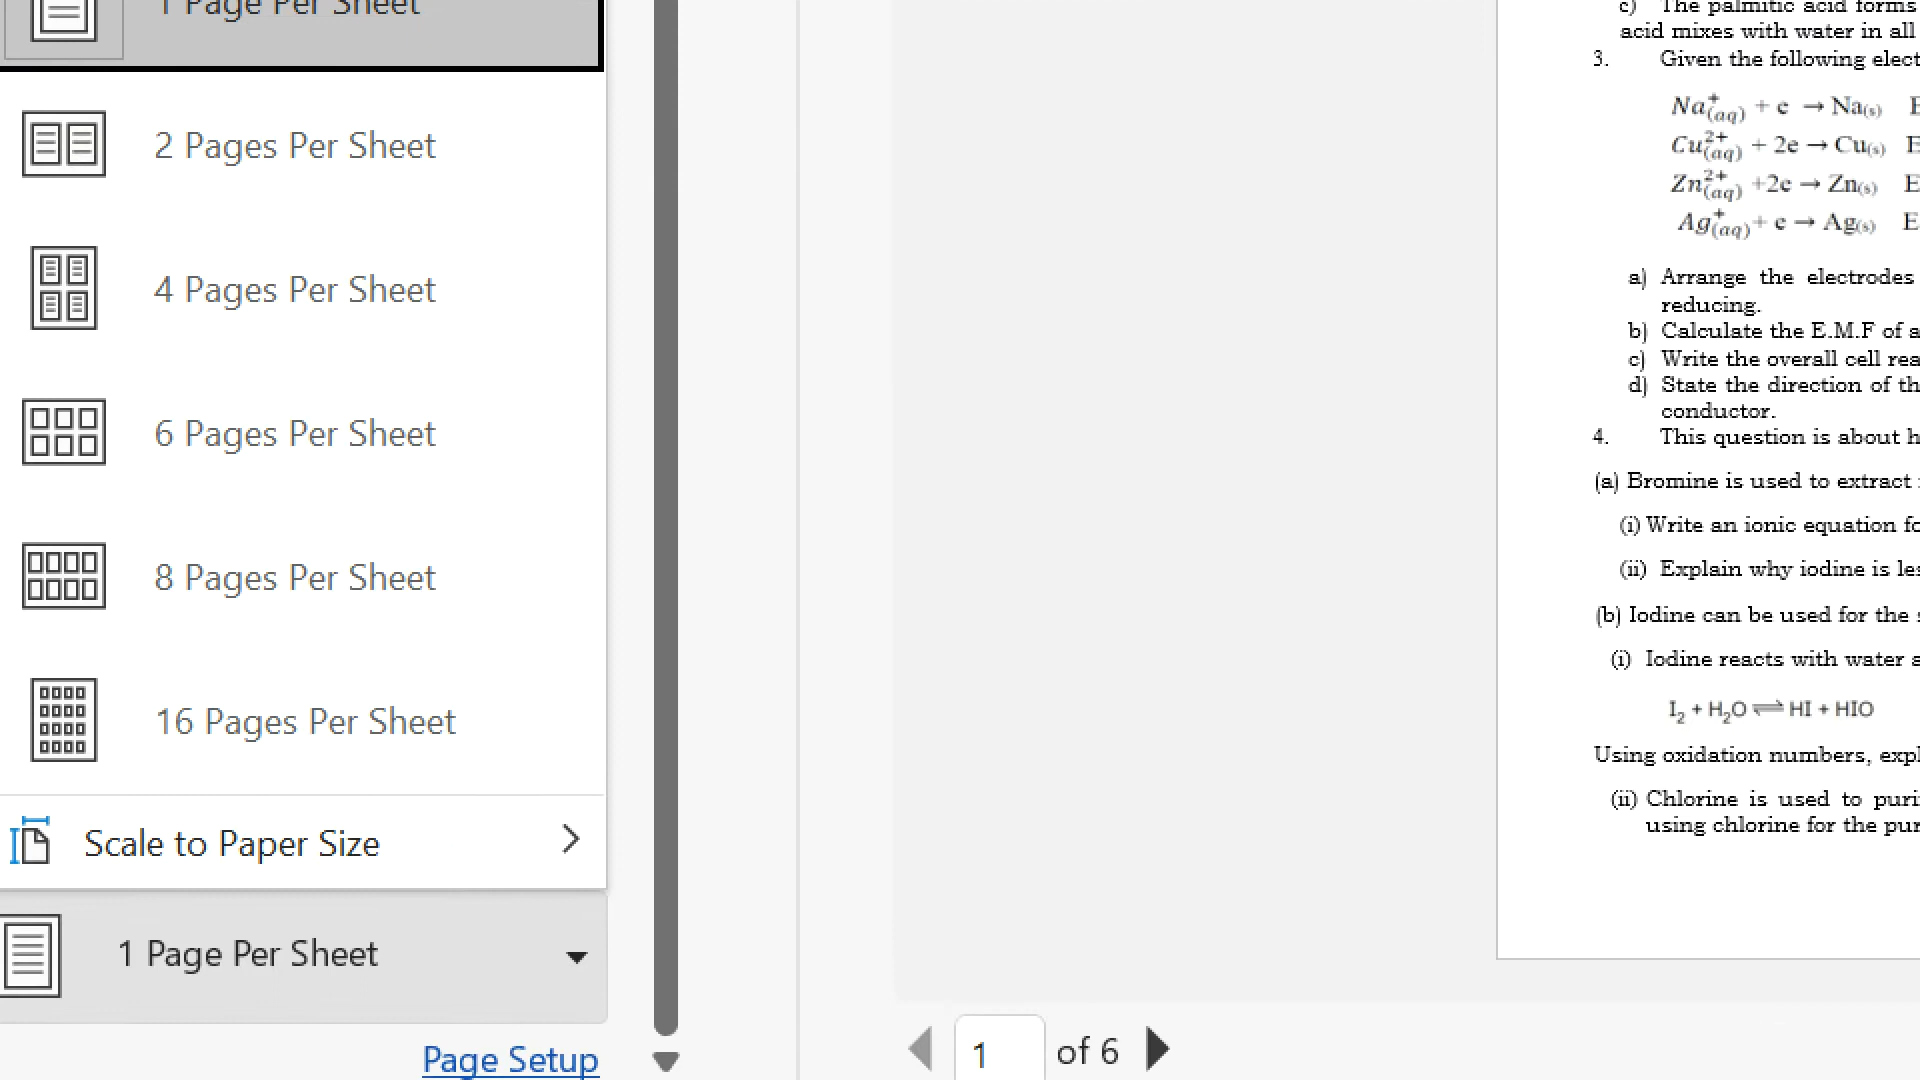 1 Page Per Sheet
2 Pages Per Sheet
4 Pages Per Sheet
6 Pages Per Sheet
8 Pages Per Sheet
16 Pages Per Sheet
Scale to Paper Size
1 Page Per Sheet
Page Setup
c) The palmitic acid forms
acid mixes with water in all
3. Given the following elect
Na⁺(aq) + e → Na(s) E
Cu²⁺(aq) + 2e → Cu(s) E
Zn²⁺(aq) +2e → Zn(s) E
Ag⁺(aq) + e → Ag(s) E
a) Arrange the electrodes
reducing.
b) Calculate the E.M.F of a
c) Write the overall cell rea
d) State the direction of th
conductor.
4. This question is about h
(a) Bromine is used to extract
(i) Write an ionic equation fo
(ii) Explain why iodine is les
(b) Iodine can be used for the s
(i) Iodine reacts with water a
I₂ + H₂O ⇌ HI + HIO
Using oxidation numbers, expl
(ii) Chlorine is used to puri
using chlorine for the pur
1 of 6